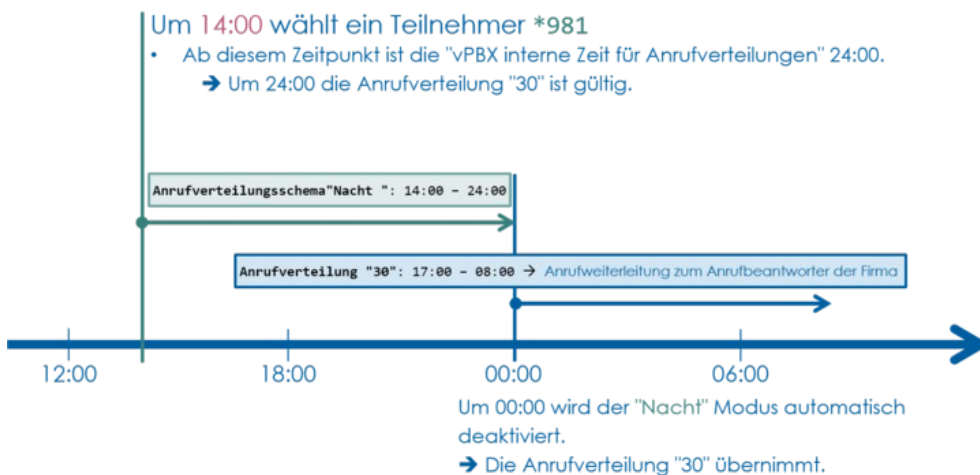 Um 14:00 wählt ein Teilnehmer *981
• Ab diesem Zeitpunkt ist die "vPBX interne Zeit für Anrufverteilungen" 24:00.
➔ Um 24:00 die Anrufverteilung "30" ist gültig.
Anrufverteilungsschema"Nacht ": 14:00 – 24:00
Anrufverteilung "30": 17:00 – 08:00 → Anrufweiterleitung zum Anrufbeantworter der Firma
12:00 18:00 00:00 06:00
Um 00:00 wird der "Nacht" Modus automatisch
deaktiviert.
➔ Die Anrufverteilung "30" übernimmt.